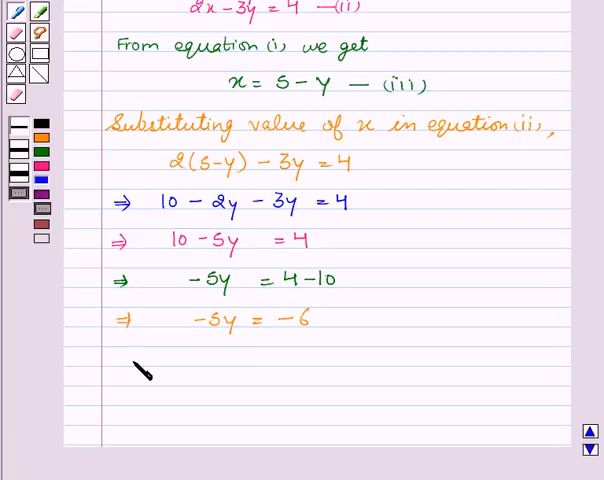 2x - 3y = 4 —(ii)
From equation (i) we get
x = 5 - y — (iii)
Substituting value of x in equation (ii),
2(5-y) - 3y = 4
⇒ 10 - 2y - 3y = 4
⇒ 10 - 5y = 4
⇒ -5y = 4 - 10
⇒ -5y = -6